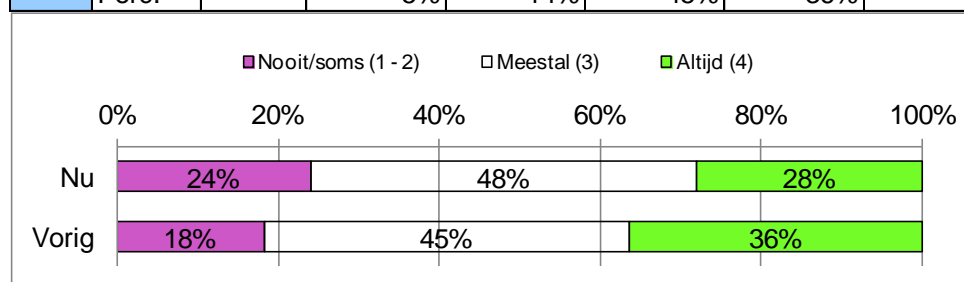 Nooit/soms (1 - 2) Meestal (3) Altijd (4)
0% 20% 40% 60% 80% 100%
Nu 24% 48% 28%
Vorig 18% 45% 36%